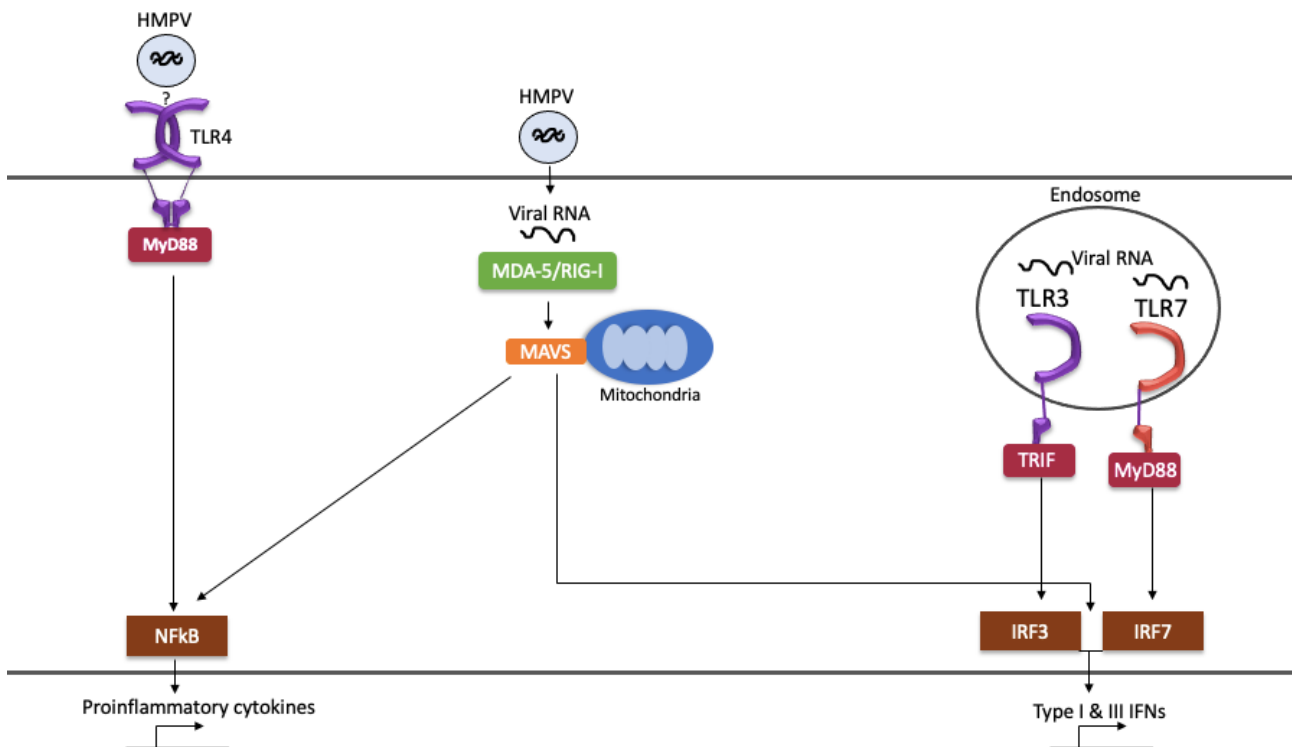 HMPV
?
TLR4
MyD88
HMPV
Viral RNA
MDA-5/RIG-I
MAVS
Mitochondria
Endosome
Viral RNA
TLR3
TLR7
TRIF
MyD88
NFkB
IRF3
IRF7
Proinflammatory cytokines
Type I & III IFNs